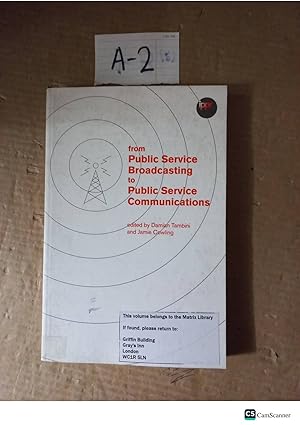 A-2
ippr
from
Public Service
Broadcasting
to
Public Service
Communications
edited by Damian Tambini
and Jamie Cowling
This volume belongs to the Matrix Library
If found, please return to:
Griffin Building
Gray's Inn
London
WC1R 5LN
CS CamScanner